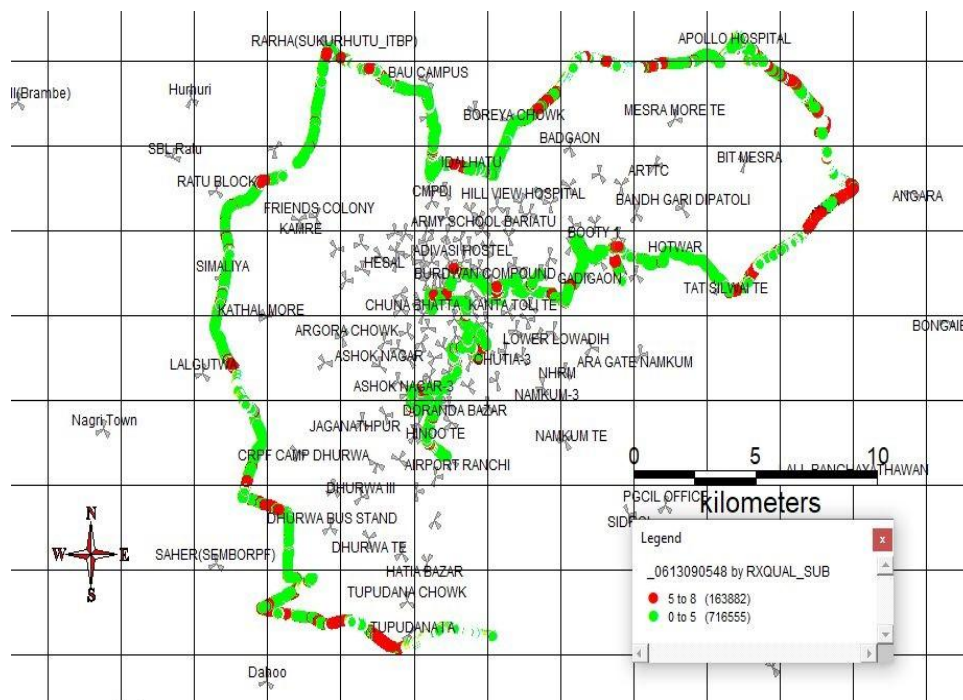 RARHA(SUKURHUTU_ITBP)
APOLLO HOSPITAL
BAU CAMPUS
(Brambe)
Hurhuri
BOREYA CHOWK
MESRA MORE TE
BADGAON
SBL Ratu
IDALHATU
BIT MESRA
ARTTC
RATU BLOCK
CMPDI
HILL VIEW HOSPITAL
ANGARA
BANDH GARI DIPATOLI
FRIENDS COLONY
ARMY SCHOOL BARIATU
KAMRE
BOOTY 1
HOTWAR
ADIVASI HOSTEL
HESAL
SIMALIYA
BURDWAN COMPOUND
GADIGAON
TATISILWAI TE
CHUNA BHATTA
KANTA TOLI TE
KATHAL MORE
ARGORA CHOWK
LOWER LOWADIH
ASHOK NAGAR
CHUTIA-3
ARA GATE NAMKUM
LALGUTWA
NHRM
ASHOK NAGAR-3
NAMKUM-3
DORANDA BAZAR
Nagri Town
JAGANATHPUR
HINOO TE
NAMKUM TE
CRPF CAMP DHURWA
AIRPORT RANCHI
0 5 10
kilometers
DHURWA III
PGCIL OFFICE
DHURWA BUS STAND
N
W E
S
SAHER(SEMBORPF)
DHURWA TE
HATIA BAZAR
TUPUDANA CHOWK
TUPUDANA I A
Dahoo
Legend
x
_0613090548 by RXQUAL_SUB
5 to 8 (163882)
0 to 5 (716555)